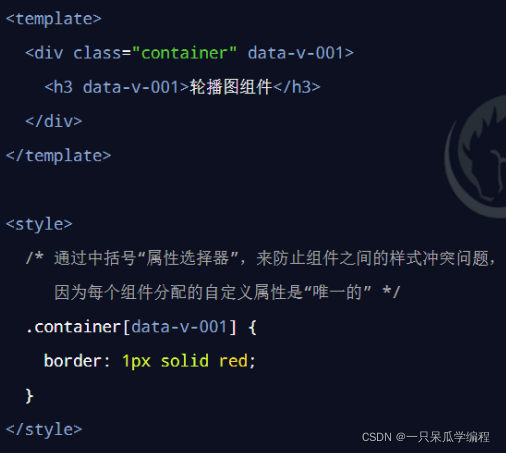 <template>
<div class="container" data-v-001>
<h3 data-v-001>轮播图组件</h3>
</div>
</template>
<style>
/* 通过中括号“属性选择器”，来防止组件之间的样式冲突问题，
因为每个组件分配的自定义属性是“唯一的” */
.container[data-v-001] {
border: 1px solid red;
}
</style>
CSDN @一只呆瓜学编程